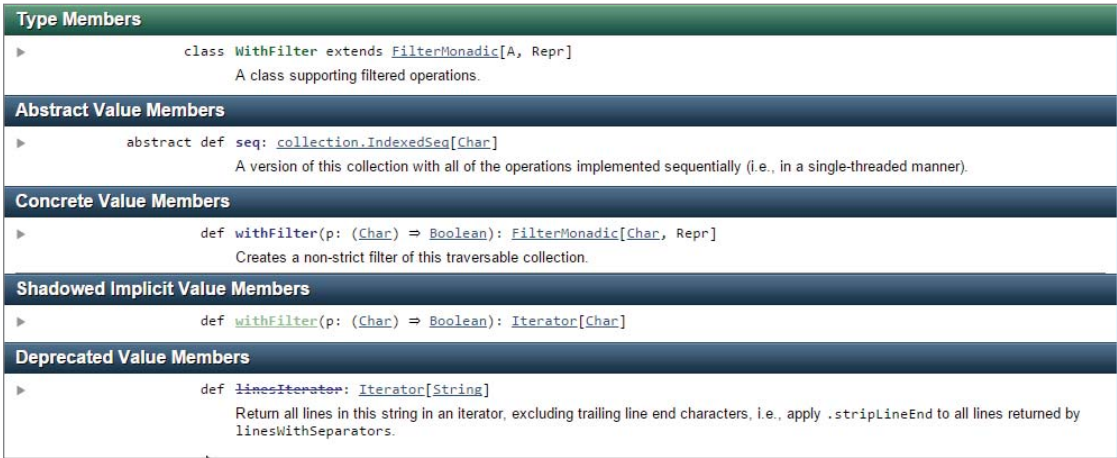 Type Members
class WithFilter extends FilterMonadic[A, Repr]
A class supporting filtered operations.
Abstract Value Members
abstract def seq: collection.IndexedSeq[Char]
A version of this collection with all of the operations implemented sequentially (i.e., in a single-threaded manner).
Concrete Value Members
def withFilter(p: (Char) ⇒ Boolean): FilterMonadic[Char, Repr]
Creates a non-strict filter of this traversable collection.
Shadowed Implicit Value Members
def withFilter(p: (Char) ⇒ Boolean): Iterator[Char]
Deprecated Value Members
def linesIterator: Iterator[String]
Return all lines in this string in an iterator, excluding trailing line end characters, i.e., apply .stripLineEnd to all lines returned by
linesWithSeparators.